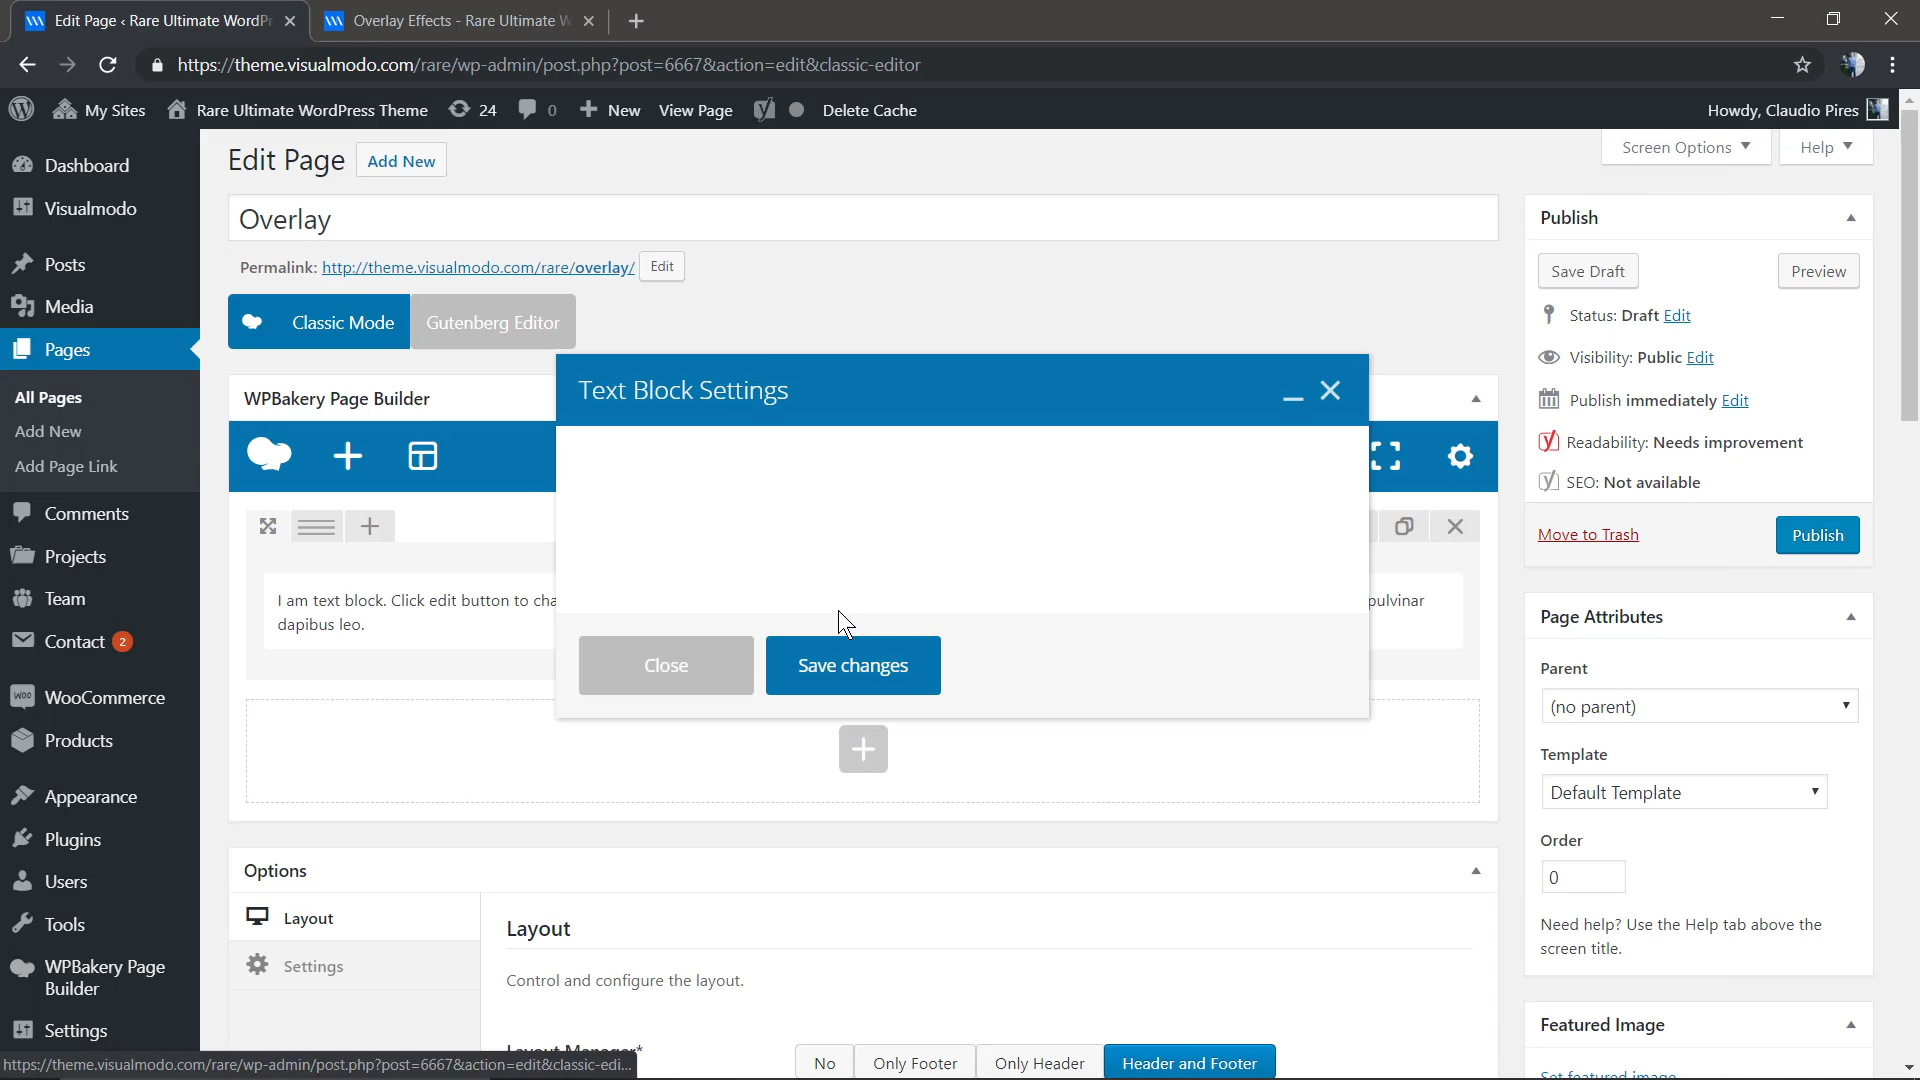 Edit Page ‹ Rare Ultimate WordPr
Overlay Effects - Rare Ultimate W
https://theme.visualmodo.com/rare/wp-admin/post.php?post=6667&action=edit&classic-editor
My Sites
Rare Ultimate WordPress Theme
24
0
New
View Page
Delete Cache
Howdy, Claudio Pires
Dashboard
Visualmodo
Posts
Media
Pages
All Pages
Add New
Add Page Link
Comments
Projects
Team
Contact 2
WooCommerce
Products
Appearance
Plugins
Users
Tools
WPBakery Page
Builder
Settings
Edit Page
Add New
Screen Options
Help
Overlay
Permalink: http://theme.visualmodo.com/rare/overlay/ Edit
Classic Mode
Gutenberg Editor
WPBakery Page Builder
Text Block Settings
I am text block. Click edit button to cha
pulvinar
dapibus leo.
Close
Save changes
Options
Layout
Settings
Layout
Control and configure the layout.
Layout Manager*
No
Only Footer
Only Header
Header and Footer
Publish
Save Draft
Preview
Status: Draft Edit
Visibility: Public Edit
Publish immediately Edit
Readability: Needs improvement
SEO: Not available
Move to Trash
Publish
Page Attributes
Parent
(no parent)
Template
Default Template
Order
0
Need help? Use the Help tab above the
screen title.
Featured Image
Set featured image
https://theme.visualmodo.com/rare/wp-admin/post.php?post=6667&action=edit&classic-edi...